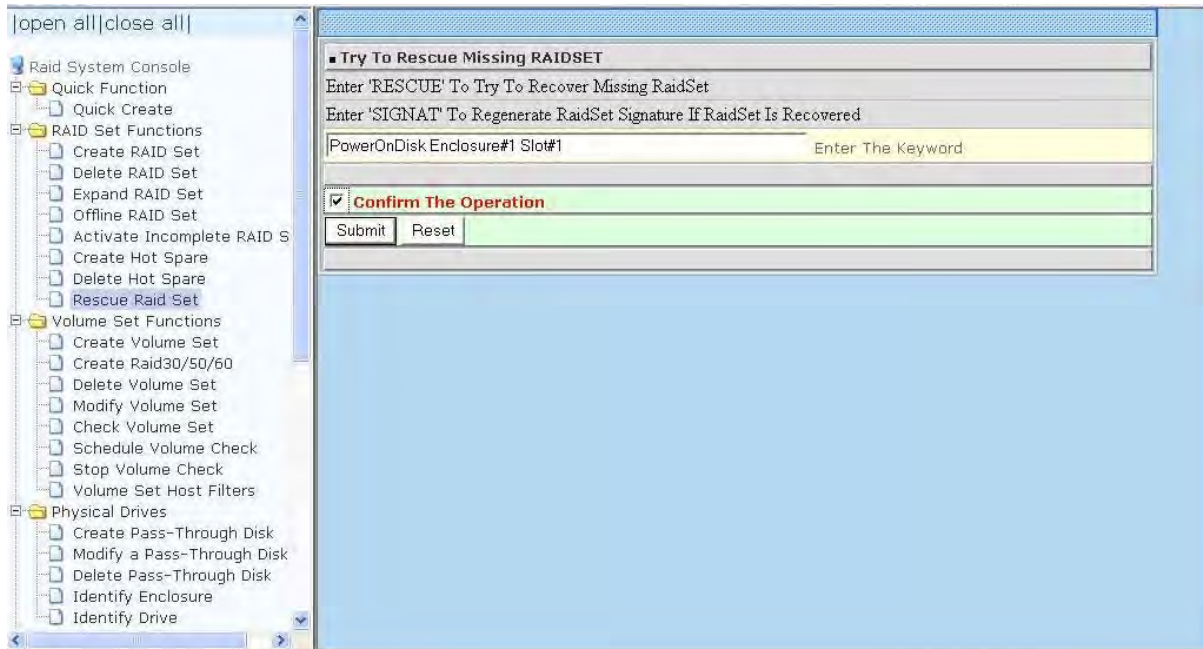 |open all|close all|
Raid System Console
Quick Function
Quick Create
RAID Set Functions
Create RAID Set
Delete RAID Set
Expand RAID Set
Offline RAID Set
Activate Incomplete RAID S
Create Hot Spare
Delete Hot Spare
Rescue Raid Set
Volume Set Functions
Create Volume Set
Create Raid30/50/60
Delete Volume Set
Modify Volume Set
Check Volume Set
Schedule Volume Check
Stop Volume Check
Volume Set Host Filters
Physical Drives
Create Pass-Through Disk
Modify a Pass-Through Disk
Delete Pass-Through Disk
Identify Enclosure
Identify Drive
Try To Rescue Missing RAIDSET
Enter 'RESCUE' To Try To Recover Missing RaidSet
Enter 'SIGNAT' To Regenerate RaidSet Signature If RaidSet Is Recovered
PowerOnDisk Enclosure#1 Slot#1 Enter The Keyword
Confirm The Operation
Submit Reset